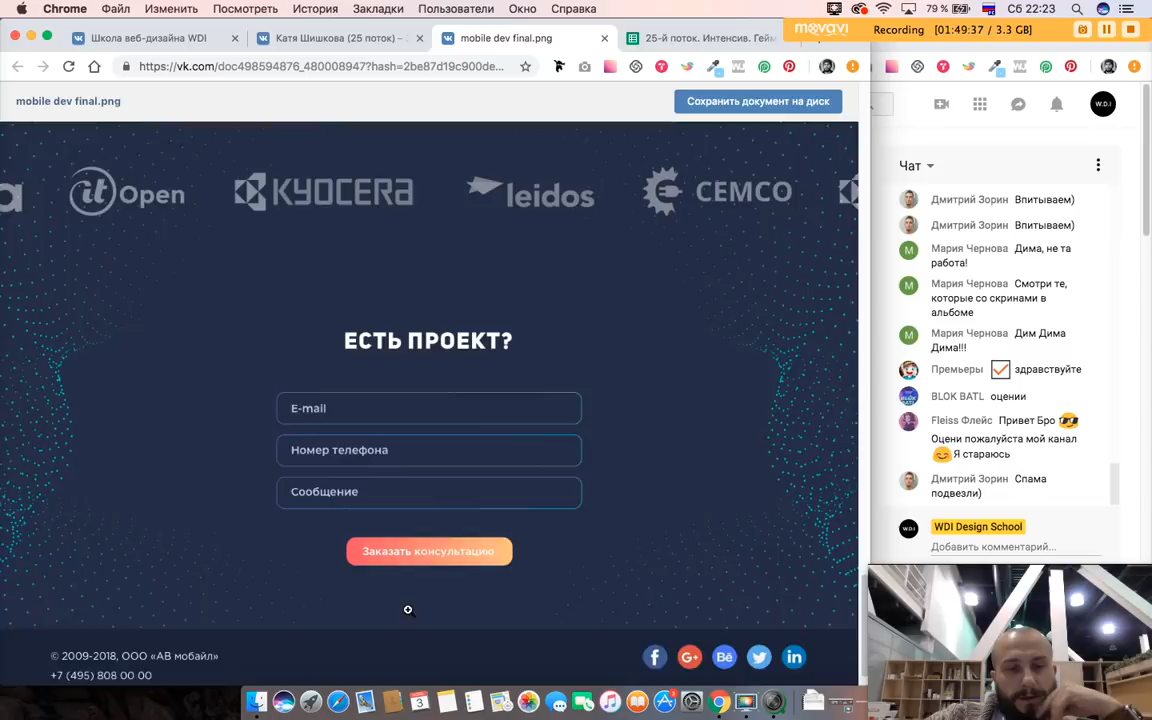 Chrome Файл Изменить Посмотреть История Закладки Пользователи Окно Справка
79 % Сб 22:23
movavi Recording 01:49:37 / 3.3 GB
Школа веб-дизайна WDI
Катя Шишкова (25 поток) –
mobile dev final.png
25-й поток. Интенсив. Гейм
https://vk.com/doc498594876_480008947?hash=2be87d19c900de...
mobile dev final.png
Сохранить документ на диск
W.D.I
a
it Open
KYOCERA
leidos
CEMCO
ЕСТЬ ПРОЕКТ?
E-mail
Номер телефона
Сообщение
Заказать консультацию
© 2009-2018, ООО «АВ мобайл»
+7 (495) 808 00 00
Чат
Дмитрий Зорин Впитываем)
Дмитрий Зорин Впитываем)
М Мария Чернова Дима, не та
работа!
М Мария Чернова Смотри те,
которые со скринами в
альбоме
М Мария Чернова Дим Дима
Дима!!!
Премьеры здравствуйте
BLOK BATL оцении
Fleiss Флейс Привет Бро
Оцени пожалуйста мой канал
Я стараюсь
Дмитрий Зорин Спама
подвезли)
W.D.I
WDI Design School
Добавить комментарий...